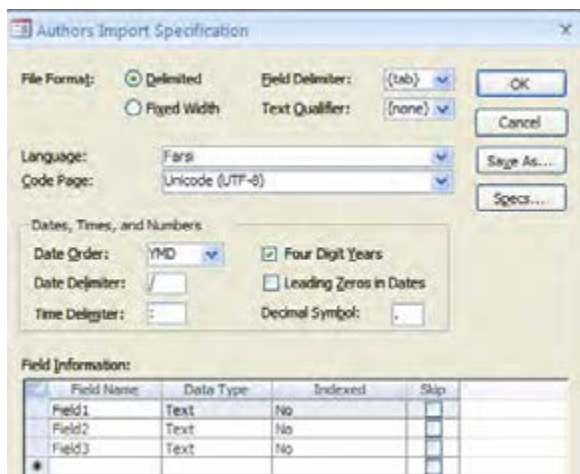 Authors Import Specification
File Format: Delimited Field Delimiter: {tab} OK
Fixed Width Text Qualifier: {none} Cancel
Language: Farsi Save As...
Code Page: Unicode (UTF-8) Specs...
Dates, Times, and Numbers
Date Order: YMD Four Digit Years
Date Delimiter: / Leading Zeros in Dates
Time Delimiter: : Decimal Symbol: .
Field Information:
Field Name Data Type Indexed Skip
Field1 Text No
Field2 Text No
Field3 Text No